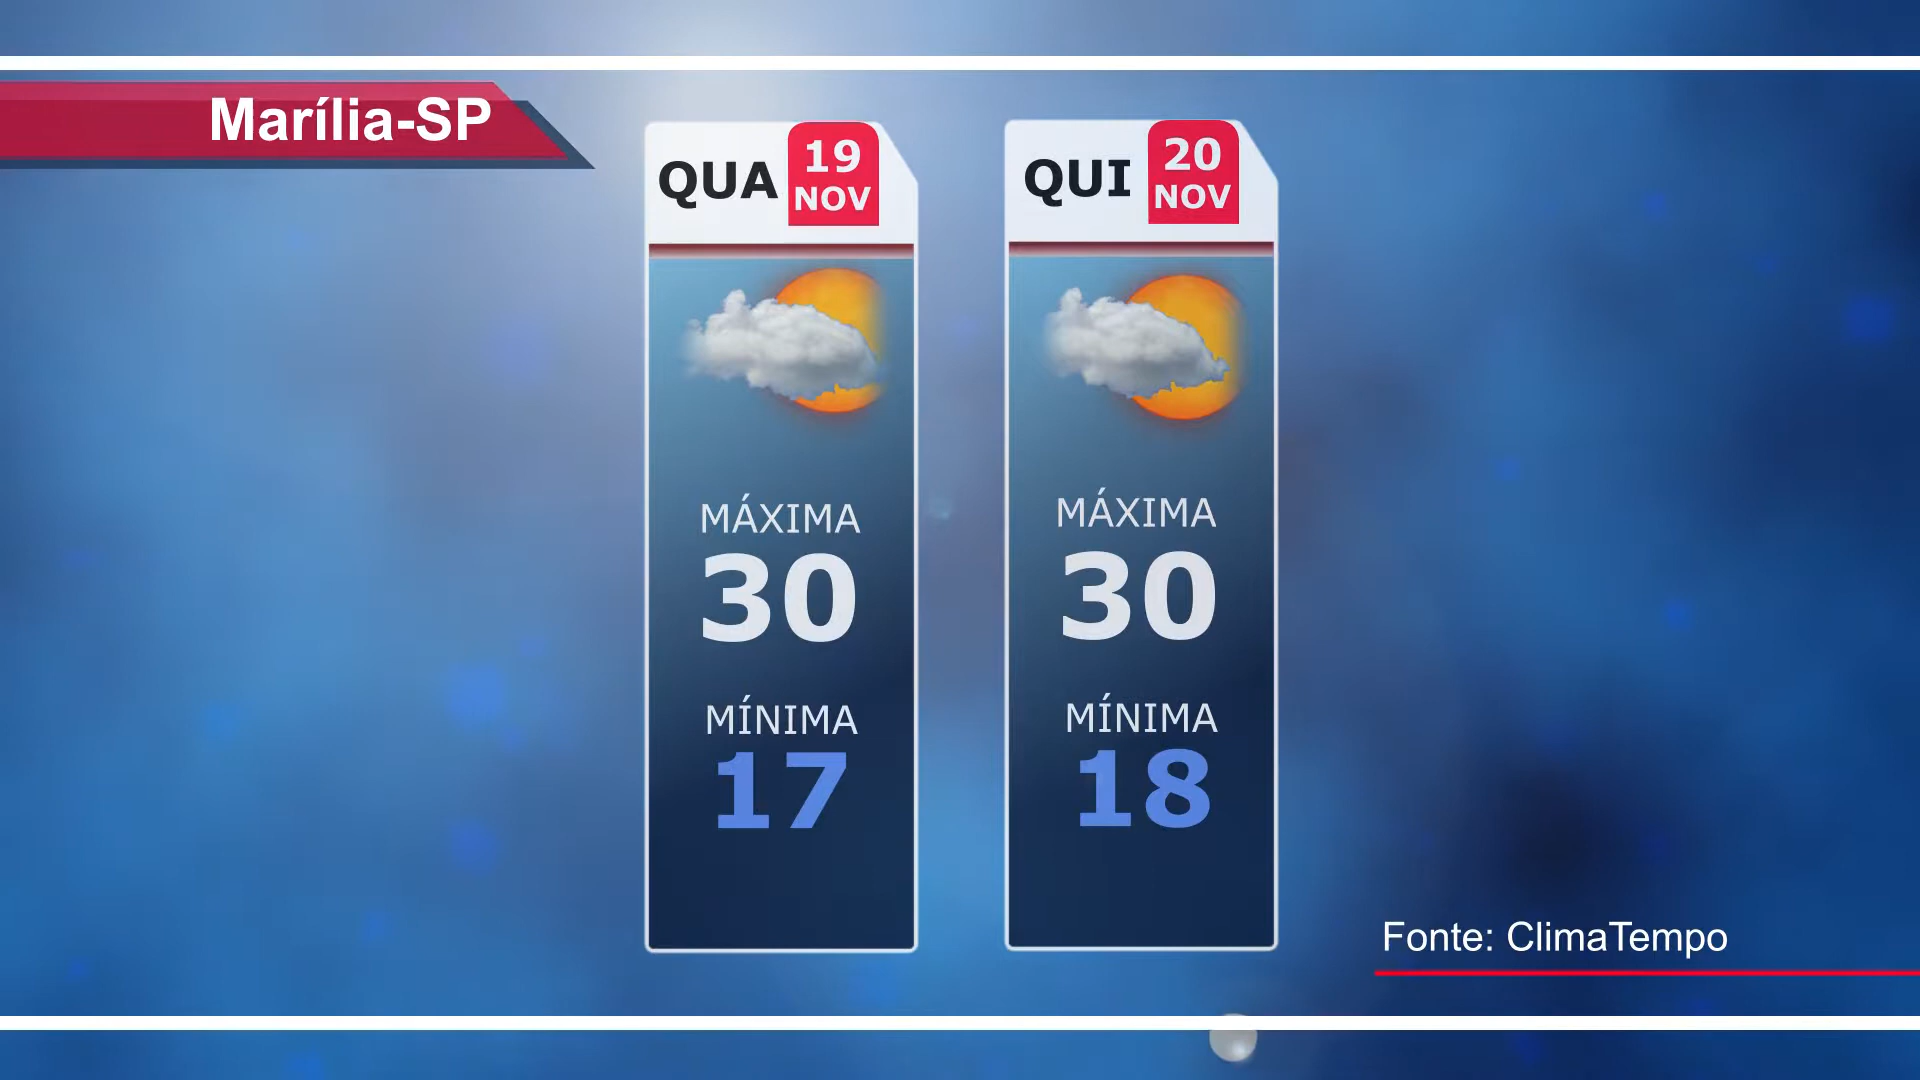 Marília-SP
QUA
19
NOV
MÁXIMA
30
MÍNIMA
17
QUI
20
NOV
MÁXIMA
30
MÍNIMA
18
Fonte: ClimaTempo